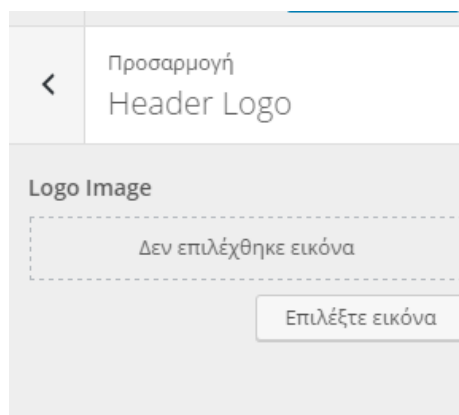 Προσαρμογή
Header Logo
Logo Image
Δεν επιλέχθηκε εικόνα
Επιλέξτε εικόνα